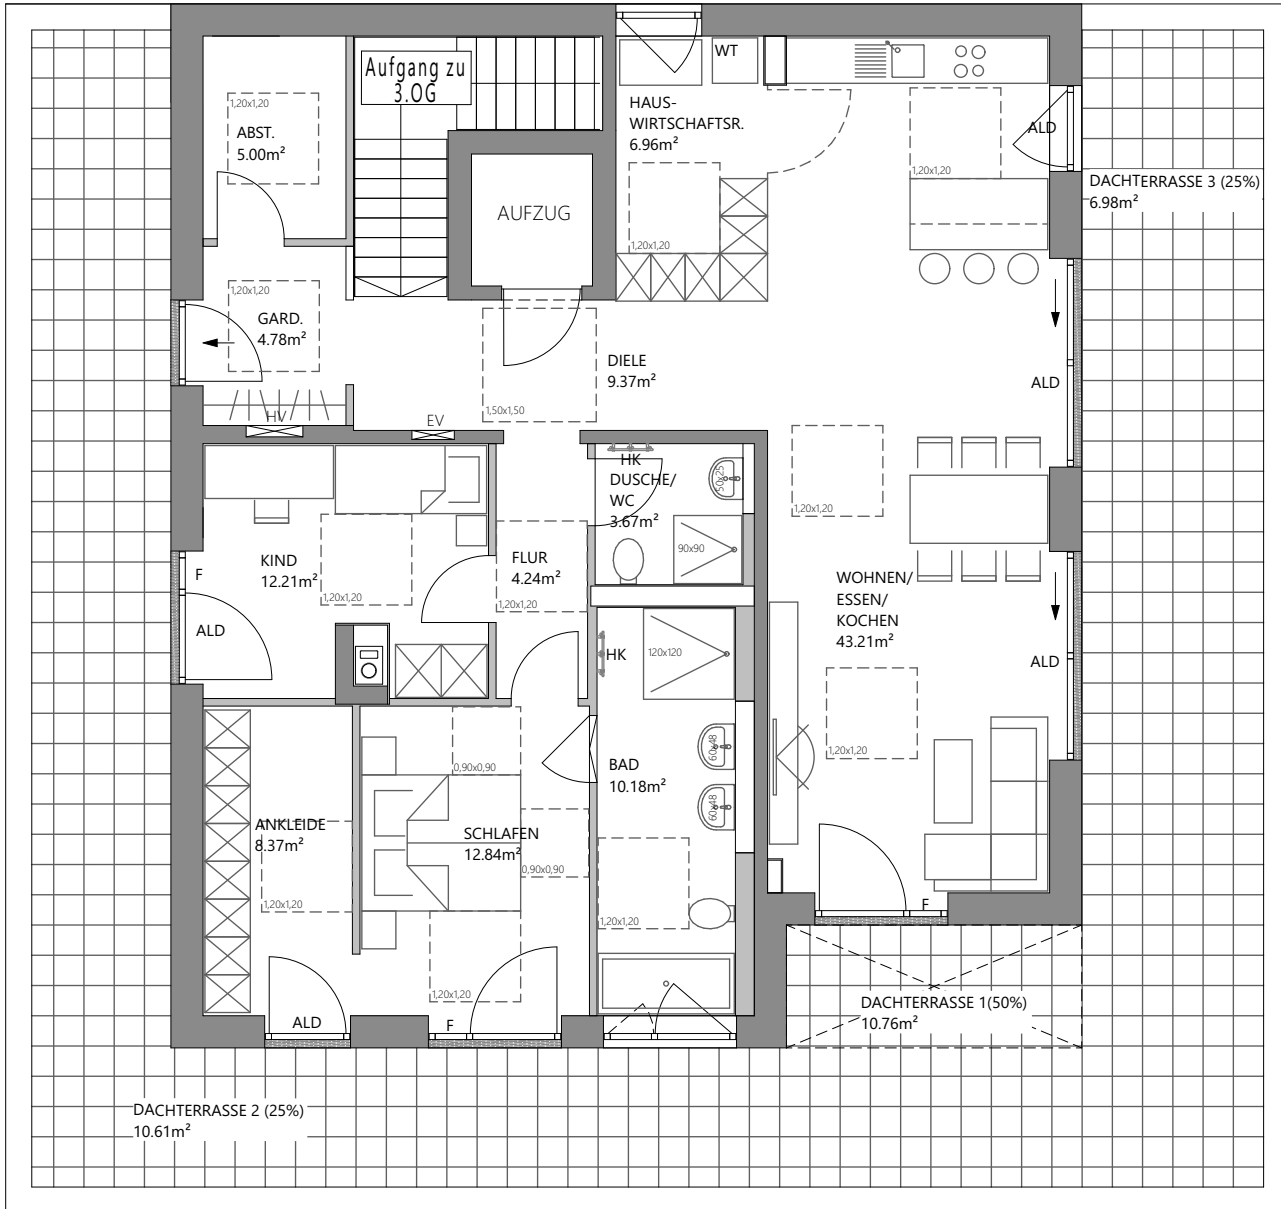 Aufgang zu
3.OG
WT
1,20x1,20
ABST.
5.00m²
HAUS-
WIRTSCHAFTSR.
6.96m²
ALD
1,20x1,20
DACHTERRASSE 3 (25%)
6.98m²
AUFZUG
1,20x1,20
1,20x1,20
GARD.
4.78m²
DIELE
9.37m²
ALD
1,50x1,50
HV
EV
HK
DUSCHE/
WC
3.67m²
50x25
1,20x1,20
90x90
KIND
12.21m²
F
FLUR
4.24m²
1,20x1,20
1,20x1,20
WOHNEN/
ESSEN/
KOCHEN
43.21m²
ALD
ALD
HK
120x120
60x48
1,20x1,20
0,90x0,90
BAD
10.18m²
60x48
ANKLEIDE
8.37m²
SCHLAFEN
12.84m²
0,90x0,90
1,20x1,20
1,20x1,20
F
1,20x1,20
DACHTERRASSE 1(50%)
10.76m²
ALD
F
DACHTERRASSE 2 (25%)
10.61m²